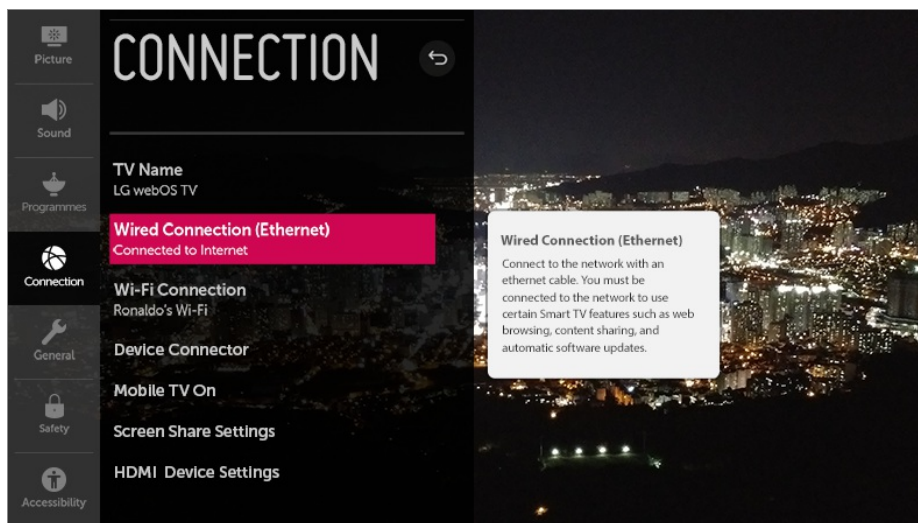 Picture
Sound
Programmes
Connection
General
Safety
Accessibility
CONNECTION
TV Name
LG webOS TV
Wired Connection (Ethernet)
Connected to Internet
Wi-Fi Connection
Ronaldo's Wi-Fi
Device Connector
Mobile TV On
Screen Share Settings
HDMI Device Settings
Wired Connection (Ethernet)
Connect to the network with an
ethernet cable. You must be
connected to the network to use
certain Smart TV features such as web
browsing, content sharing, and
automatic software updates.